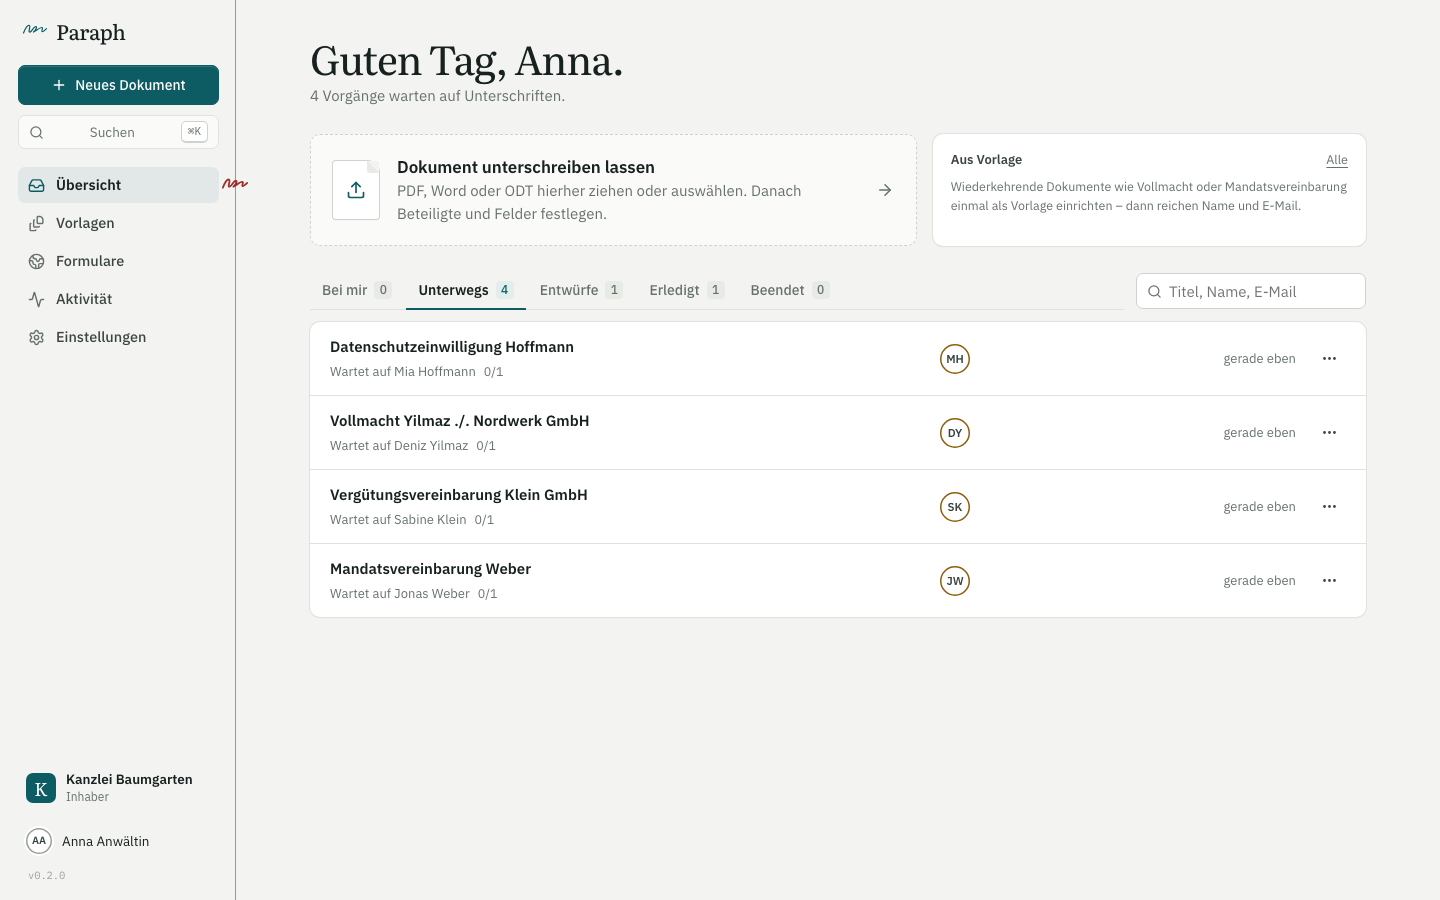 Paraph
Neues Dokument
Suchen ⌘K
Übersicht
Vorlagen
Formulare
Aktivität
Einstellungen
Kanzlei Baumgarten
Inhaber
AA Anna Anwältin
v0.2.0
Guten Tag, Anna.
4 Vorgänge warten auf Unterschriften.
Dokument unterschreiben lassen
PDF, Word oder ODT hierher ziehen oder auswählen. Danach
Beteiligte und Felder festlegen.
Aus Vorlage Alle
Wiederkehrende Dokumente wie Vollmacht oder Mandatsvereinbarung
einmal als Vorlage einrichten – dann reichen Name und E-Mail.
Bei mir 0 Unterwegs 4 Entwürfe 1 Erledigt 1 Beendet 0
Titel, Name, E-Mail
Datenschutzeinwilligung Hoffmann
Wartet auf Mia Hoffmann 0/1
MH
gerade eben
Vollmacht Yilmaz ./. Nordwerk GmbH
Wartet auf Deniz Yilmaz 0/1
DY
gerade eben
Vergütungsvereinbarung Klein GmbH
Wartet auf Sabine Klein 0/1
SK
gerade eben
Mandatsvereinbarung Weber
Wartet auf Jonas Weber 0/1
JW
gerade eben
K